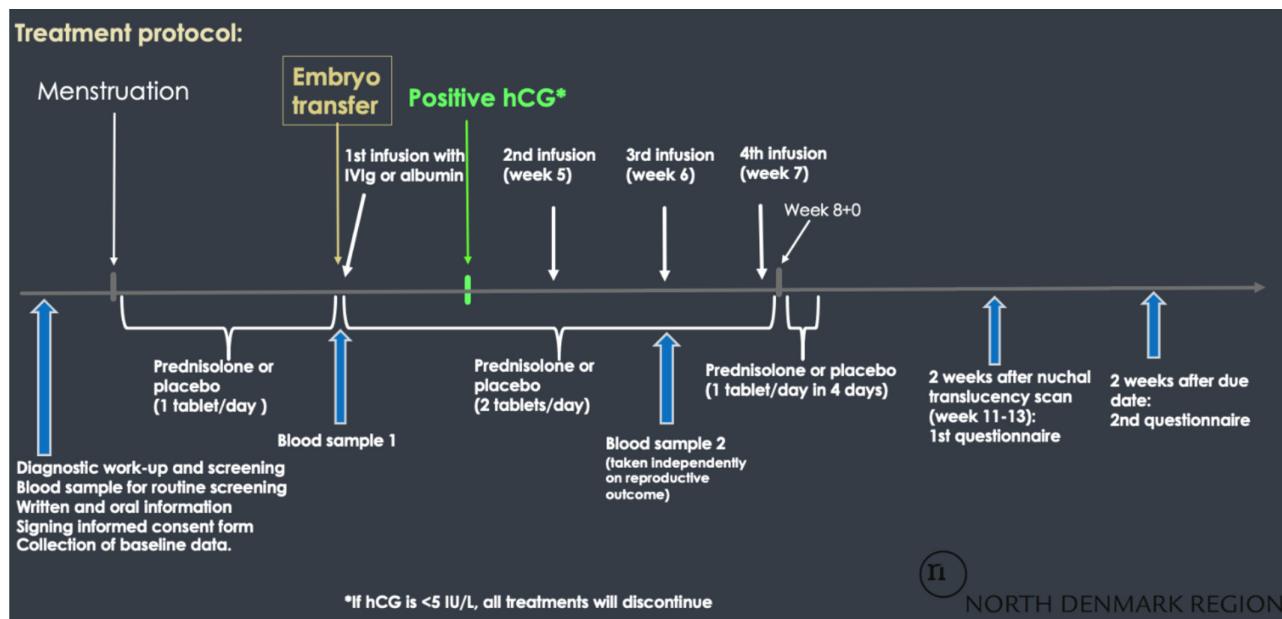 Treatment protocol:
Menstruation
Embryo
transfer
Positive hCG*
1st infusion with
IVIg or albumin
2nd infusion
(week 5)
3rd infusion
(week 6)
4th infusion
(week 7)
Week 8+0
Prednisolone or
placebo
(1 tablet/day )
Prednisolone or
placebo
(2 tablets/day)
Prednisolone or placebo
(1 tablet/day in 4 days)
2 weeks after nuchal
translucency scan
(week 11-13):
1st questionnaire
2 weeks after due
date:
2nd questionnaire
Blood sample 1
Blood sample 2
(taken independently
on reproductive
outcome)
Diagnostic work-up and screening
Blood sample for routine screening
Written and oral information
Signing informed consent form
Collection of baseline data.
*If hCG is <5 IU/L, all treatments will discontinue
n
NORTH DENMARK REGION